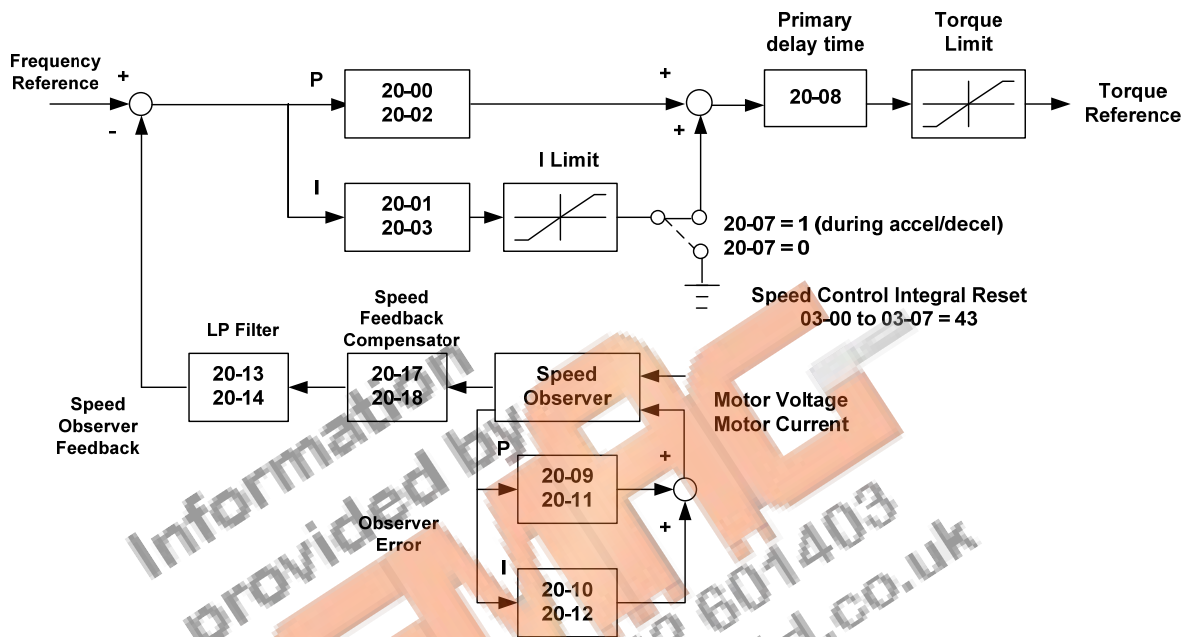 Primary
delay time
Torque
Limit
Frequency
Reference
+
-
P
20-00
20-02
+
+
20-08
Torque
Reference
I Limit
I
20-01
20-03
20-07 = 1 (during accel/decel)
20-07 = 0
Speed Control Integral Reset
03-00 to 03-07 = 43
LP Filter
Speed
Feedback
Compensator
20-13
20-14
20-17
20-18
Speed
Observer
Motor Voltage
Motor Current
Speed
Observer
Feedback
P
20-09
20-11
+
+
Observer
Error
I
20-10
20-12
Information
provided by
601403
.co.uk